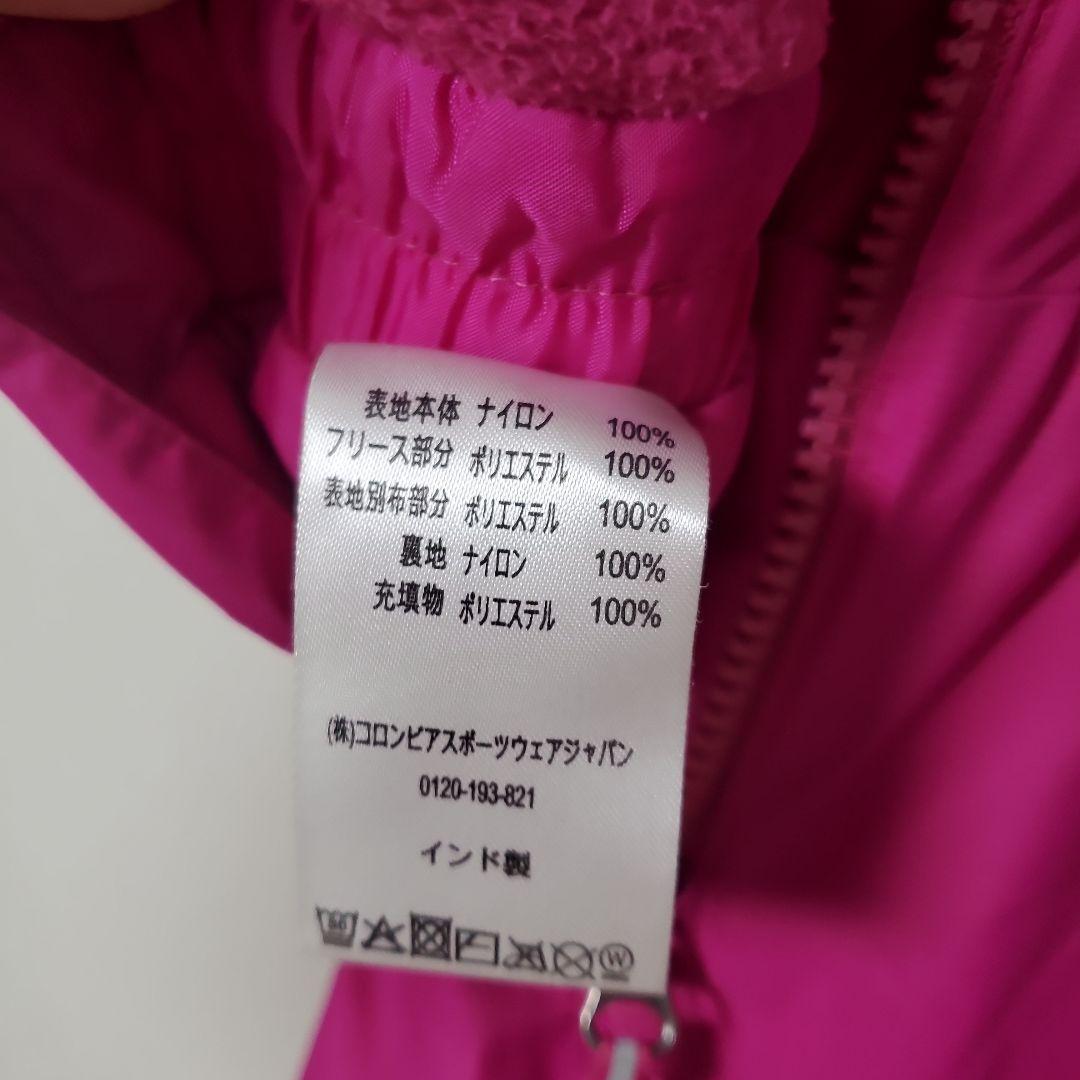 表地本体 ナイロン 100%
フリース部分 ポリエステル 100%
表地別布部分 ポリエステル 100%
裏地 ナイロン 100%
充填物 ポリエステル 100%
(株)コロンビアスポーツウェアジャパン
0120-193-821
インド製
W